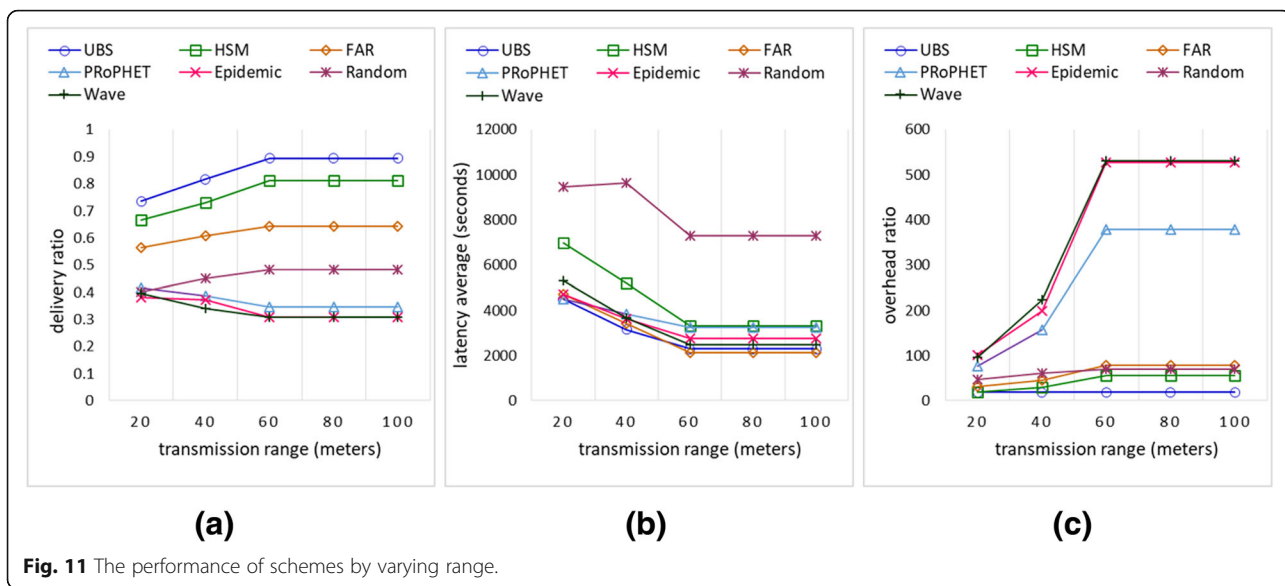 UBS HSM FAR
PRoPHET Epidemic Random
Wave
1
0.9
0.8
0.7
0.6
0.5
0.4
0.3
0.2
0.1
0
delivery ratio
20 40 60 80 100
transmission range (meters)
(a)
UBS HSM FAR
PRoPHET Epidemic Random
Wave
12000
10000
8000
6000
4000
2000
0
latency average (seconds)
20 40 60 80 100
transmission range (meters)
(b)
UBS HSM FAR
PRoPHET Epidemic Random
Wave
600
500
400
300
200
100
0
overhead ratio
20 40 60 80 100
transmission range (meters)
(c)
Fig. 11 The performance of schemes by varying range.